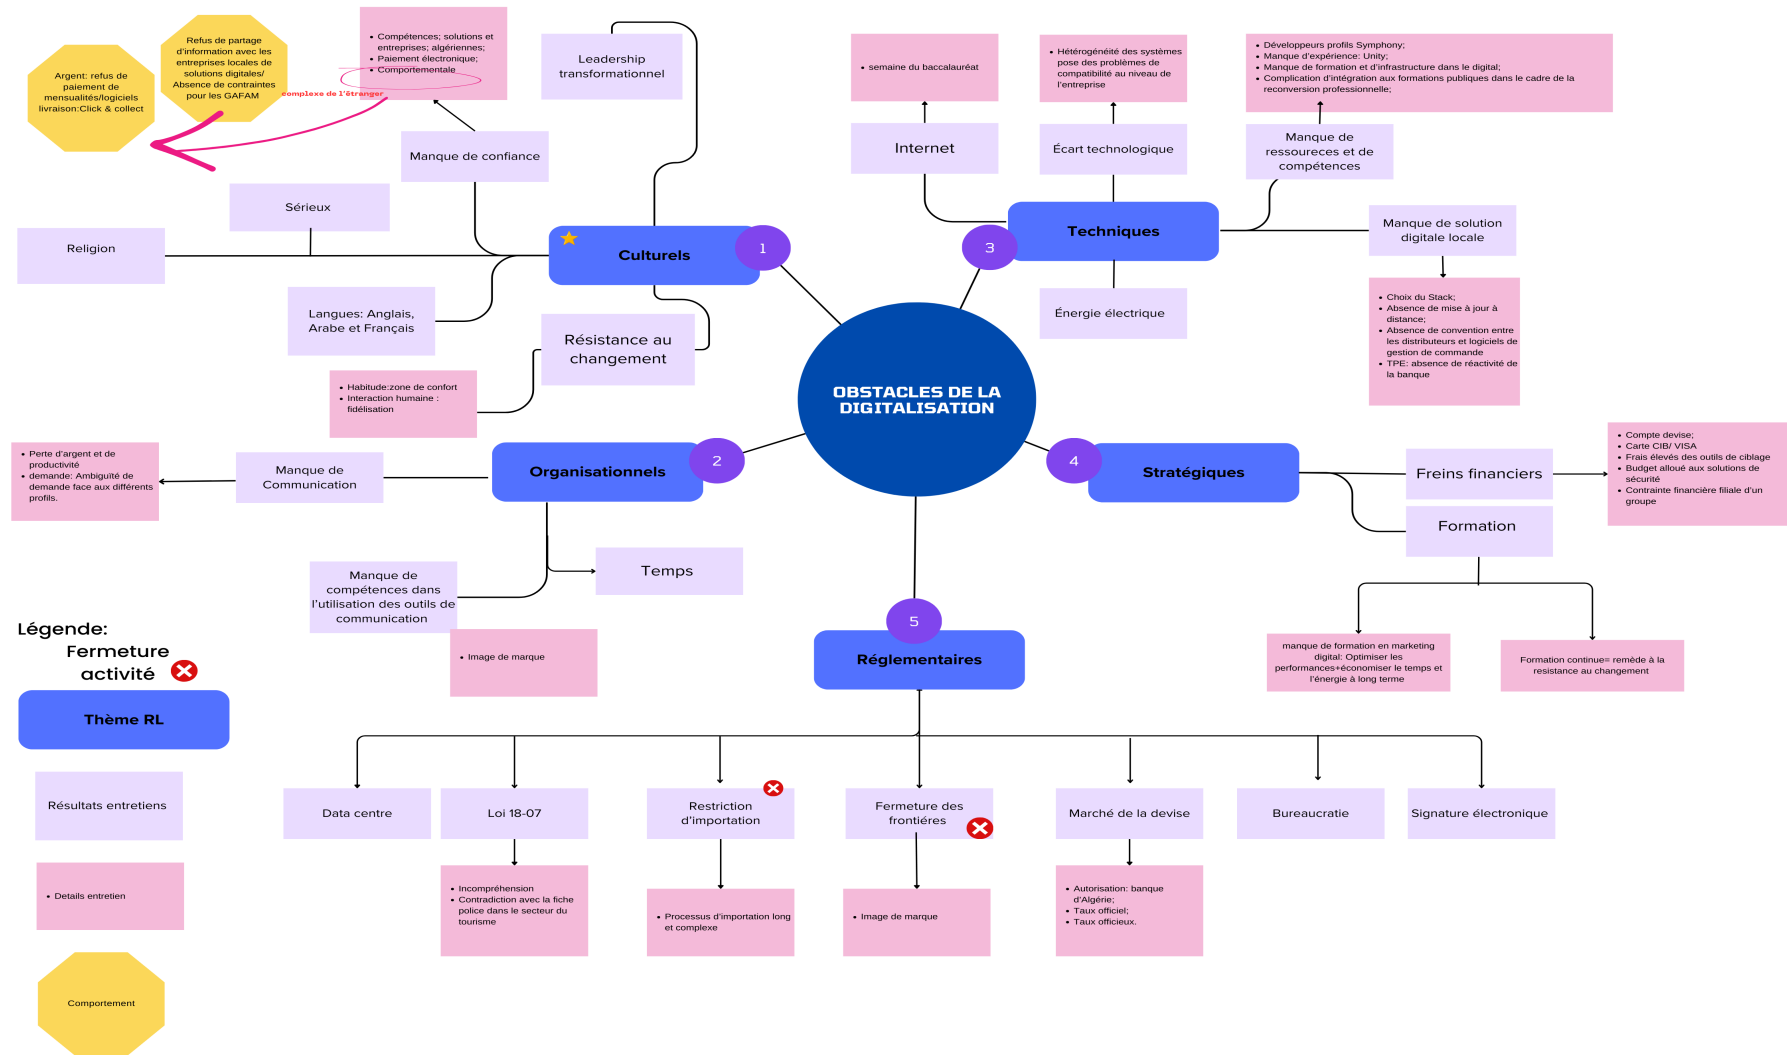 Argent: refus de
paiement de
mensualités/logiciels
livraison:Click & collect
Refus de partage
d'information avec les
entreprises locales de
solutions digitales/
Absence de contraintes
pour les GAFAM
• Compétences; solutions et
entreprises; algériennes;
• Paiement électronique;
• Comportementale
complexe de l'étranger
Manque de confiance
Leadership
transformationnel
Sérieux
Religion
Langues: Anglais,
Arabe et Français
Culturels
1
Résistance au
changement
• Habitude:zone de confort
• Interaction humaine :
fidélisation
• semaine du baccalauréat
Internet
• Hétérogénéité des systèmes
pose des problèmes de
compatibilité au niveau de
l'entreprise
Écart technologique
• Développeurs profils Symphony;
• Manque d'expérience: Unity;
• Manque de formation et d'infrastructure dans le digital;
• Complication d'intégration aux formations publiques dans le cadre de la
reconversion professionnelle;
Manque de
ressoureces et de
compétences
Techniques
3
Manque de solution
digitale locale
Énergie électrique
• Choix du Stack;
• Absence de mise à jour à
distance;
• Absence de convention entre
les distributeurs et logiciels de
gestion de commande
• TPE: absence de réactivité de
la banque
OBSTACLES DE LA
DIGITALISATION
Organisationnels
2
Manque de
Communication
• Perte d'argent et de
productivité
• demande: Ambiguïté de
demande face aux différents
profils.
Temps
Manque de
compétences dans
l'utilisation des outils de
communication
• Image de marque
4
Stratégiques
Freins financiers
• Compte devise;
• Carte CIB/ VISA
• Frais élevés des outils de ciblage
• Budget alloué aux solutions de
sécurité
• Contrainte financière filiale d'un
groupe
Formation
manque de formation en marketing
digital: Optimiser les
performances+économiser le temps et
l'énergie à long terme
Formation continue= remède à la
resistance au changement
5
Réglementaires
Data centre
Loi 18-07
Restriction
d'importation
Fermeture des
frontiéres
Marché de la devise
Bureaucratie
Signature électronique
• Incompréhension
• Contradiction avec la fiche
police dans le secteur du
tourisme
• Processus d'importation long
et complexe
• Image de marque
• Autorisation: banque
d'Algérie;
• Taux officiel;
• Taux officieux.
Légende:
Fermeture
activité
Thème RL
Résultats entretiens
• Details entretien
Comportement